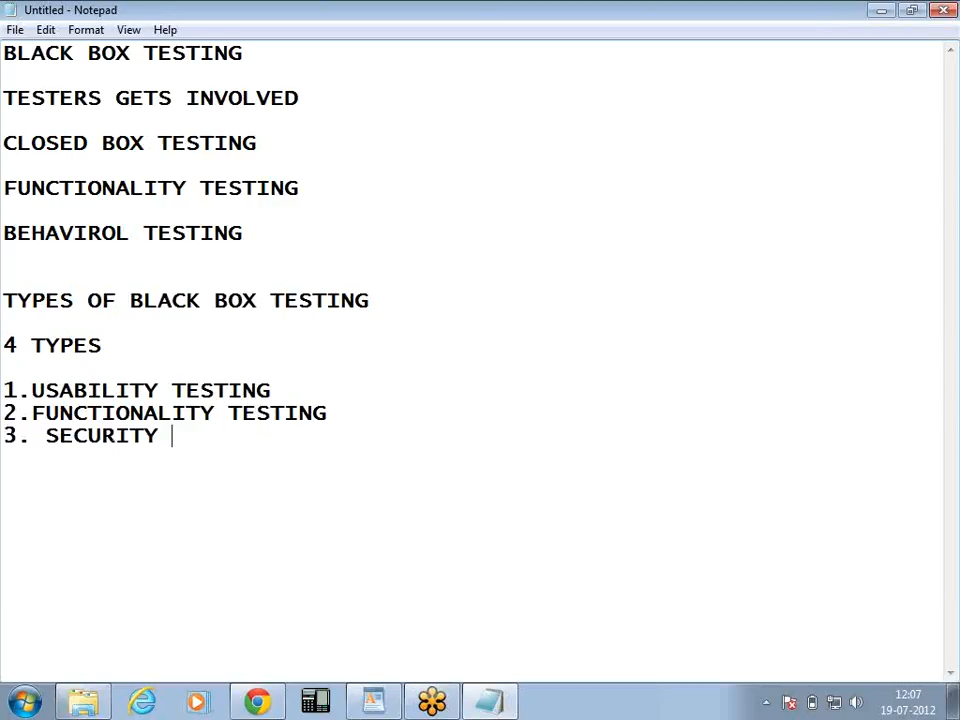 Untitled - Notepad
File Edit Format View Help
BLACK BOX TESTING
TESTERS GETS INVOLVED
CLOSED BOX TESTING
FUNCTIONALITY TESTING
BEHAVIROL TESTING
TYPES OF BLACK BOX TESTING
4 TYPES
1.USABILITY TESTING
2.FUNCTIONALITY TESTING
3. SECURITY
12:07
19-07-2012